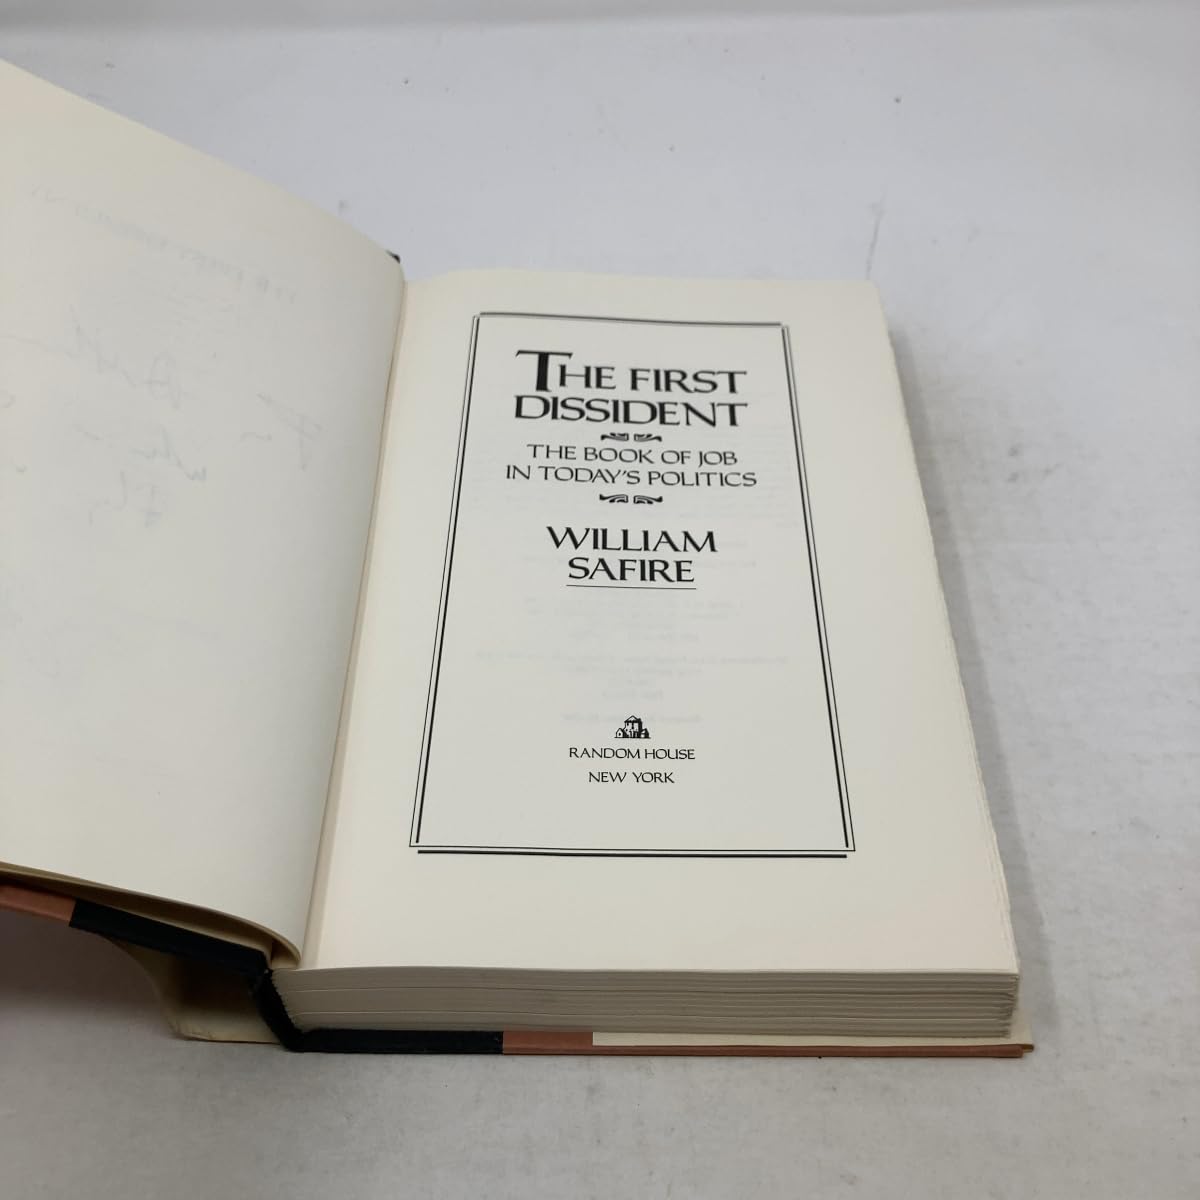 THE FIRST
DISSIDENT
THE BOOK OF JOB
IN TODAY'S POLITICS
WILLIAM
SAFIRE
RANDOM HOUSE
NEW YORK